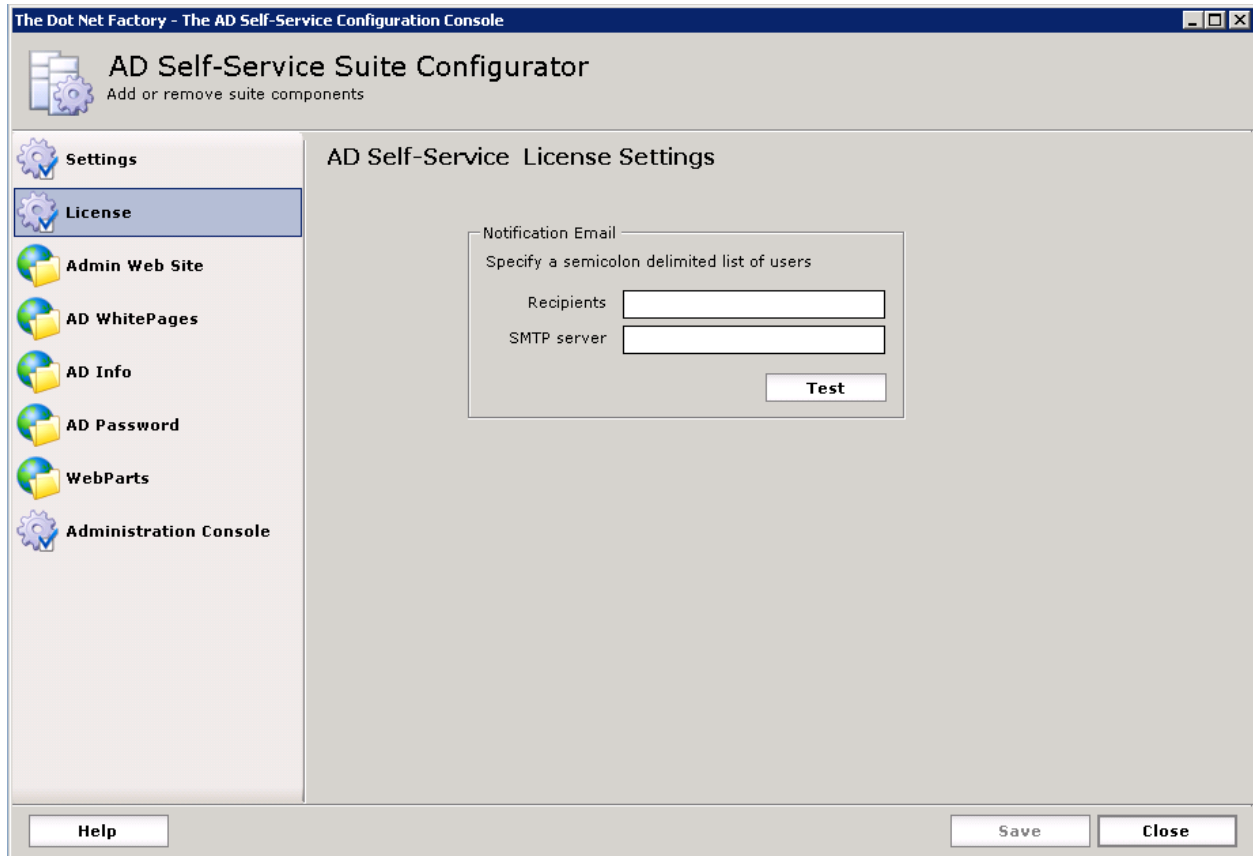 The Dot Net Factory - The AD Self-Service Configuration Console
AD Self-Service Suite Configurator
Add or remove suite components
Settings
License
Admin Web Site
AD WhitePages
AD Info
AD Password
WebParts
Administration Console
AD Self-Service License Settings
Notification Email
Specify a semicolon delimited list of users
Recipients
SMTP server
Test
Help
Save
Close